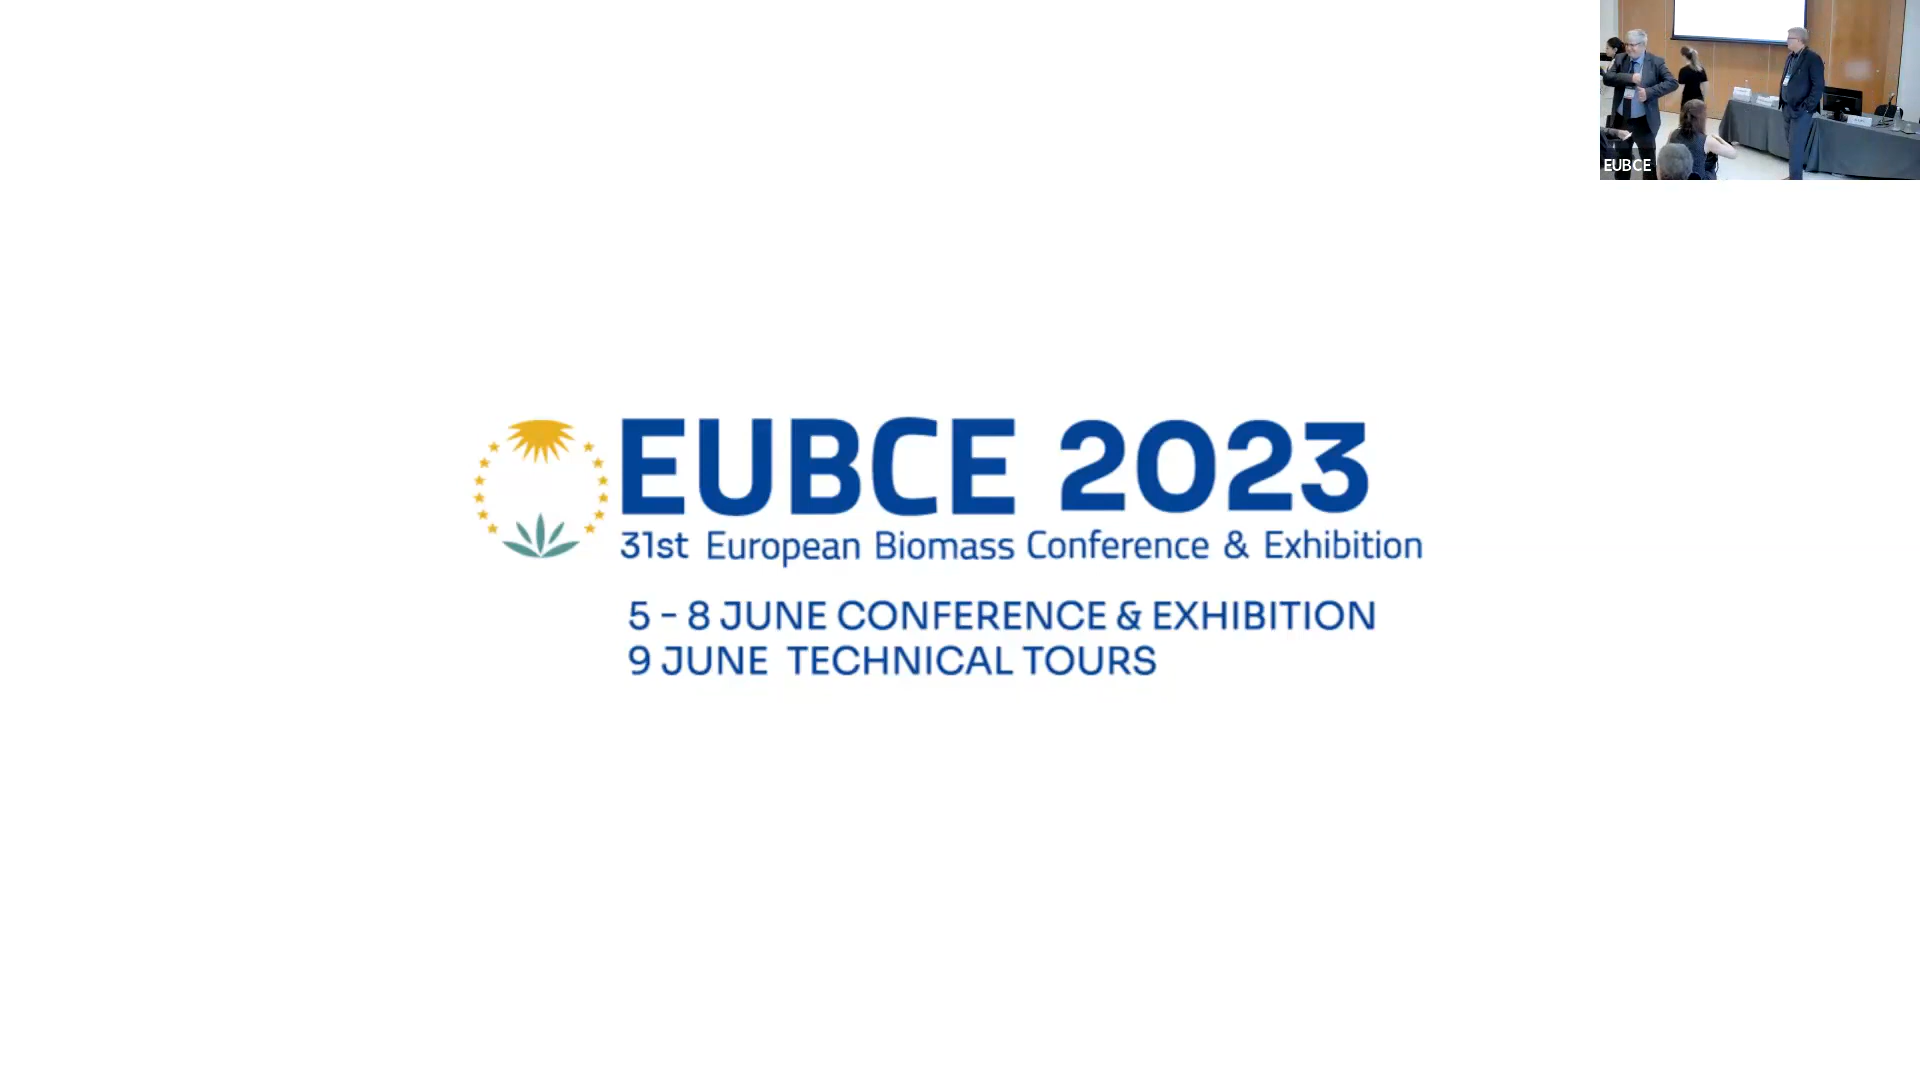 EUBCE 2023
31st European Biomass Conference & Exhibition
5 - 8 JUNE CONFERENCE & EXHIBITION
9 JUNE TECHNICAL TOURS
EUBCE